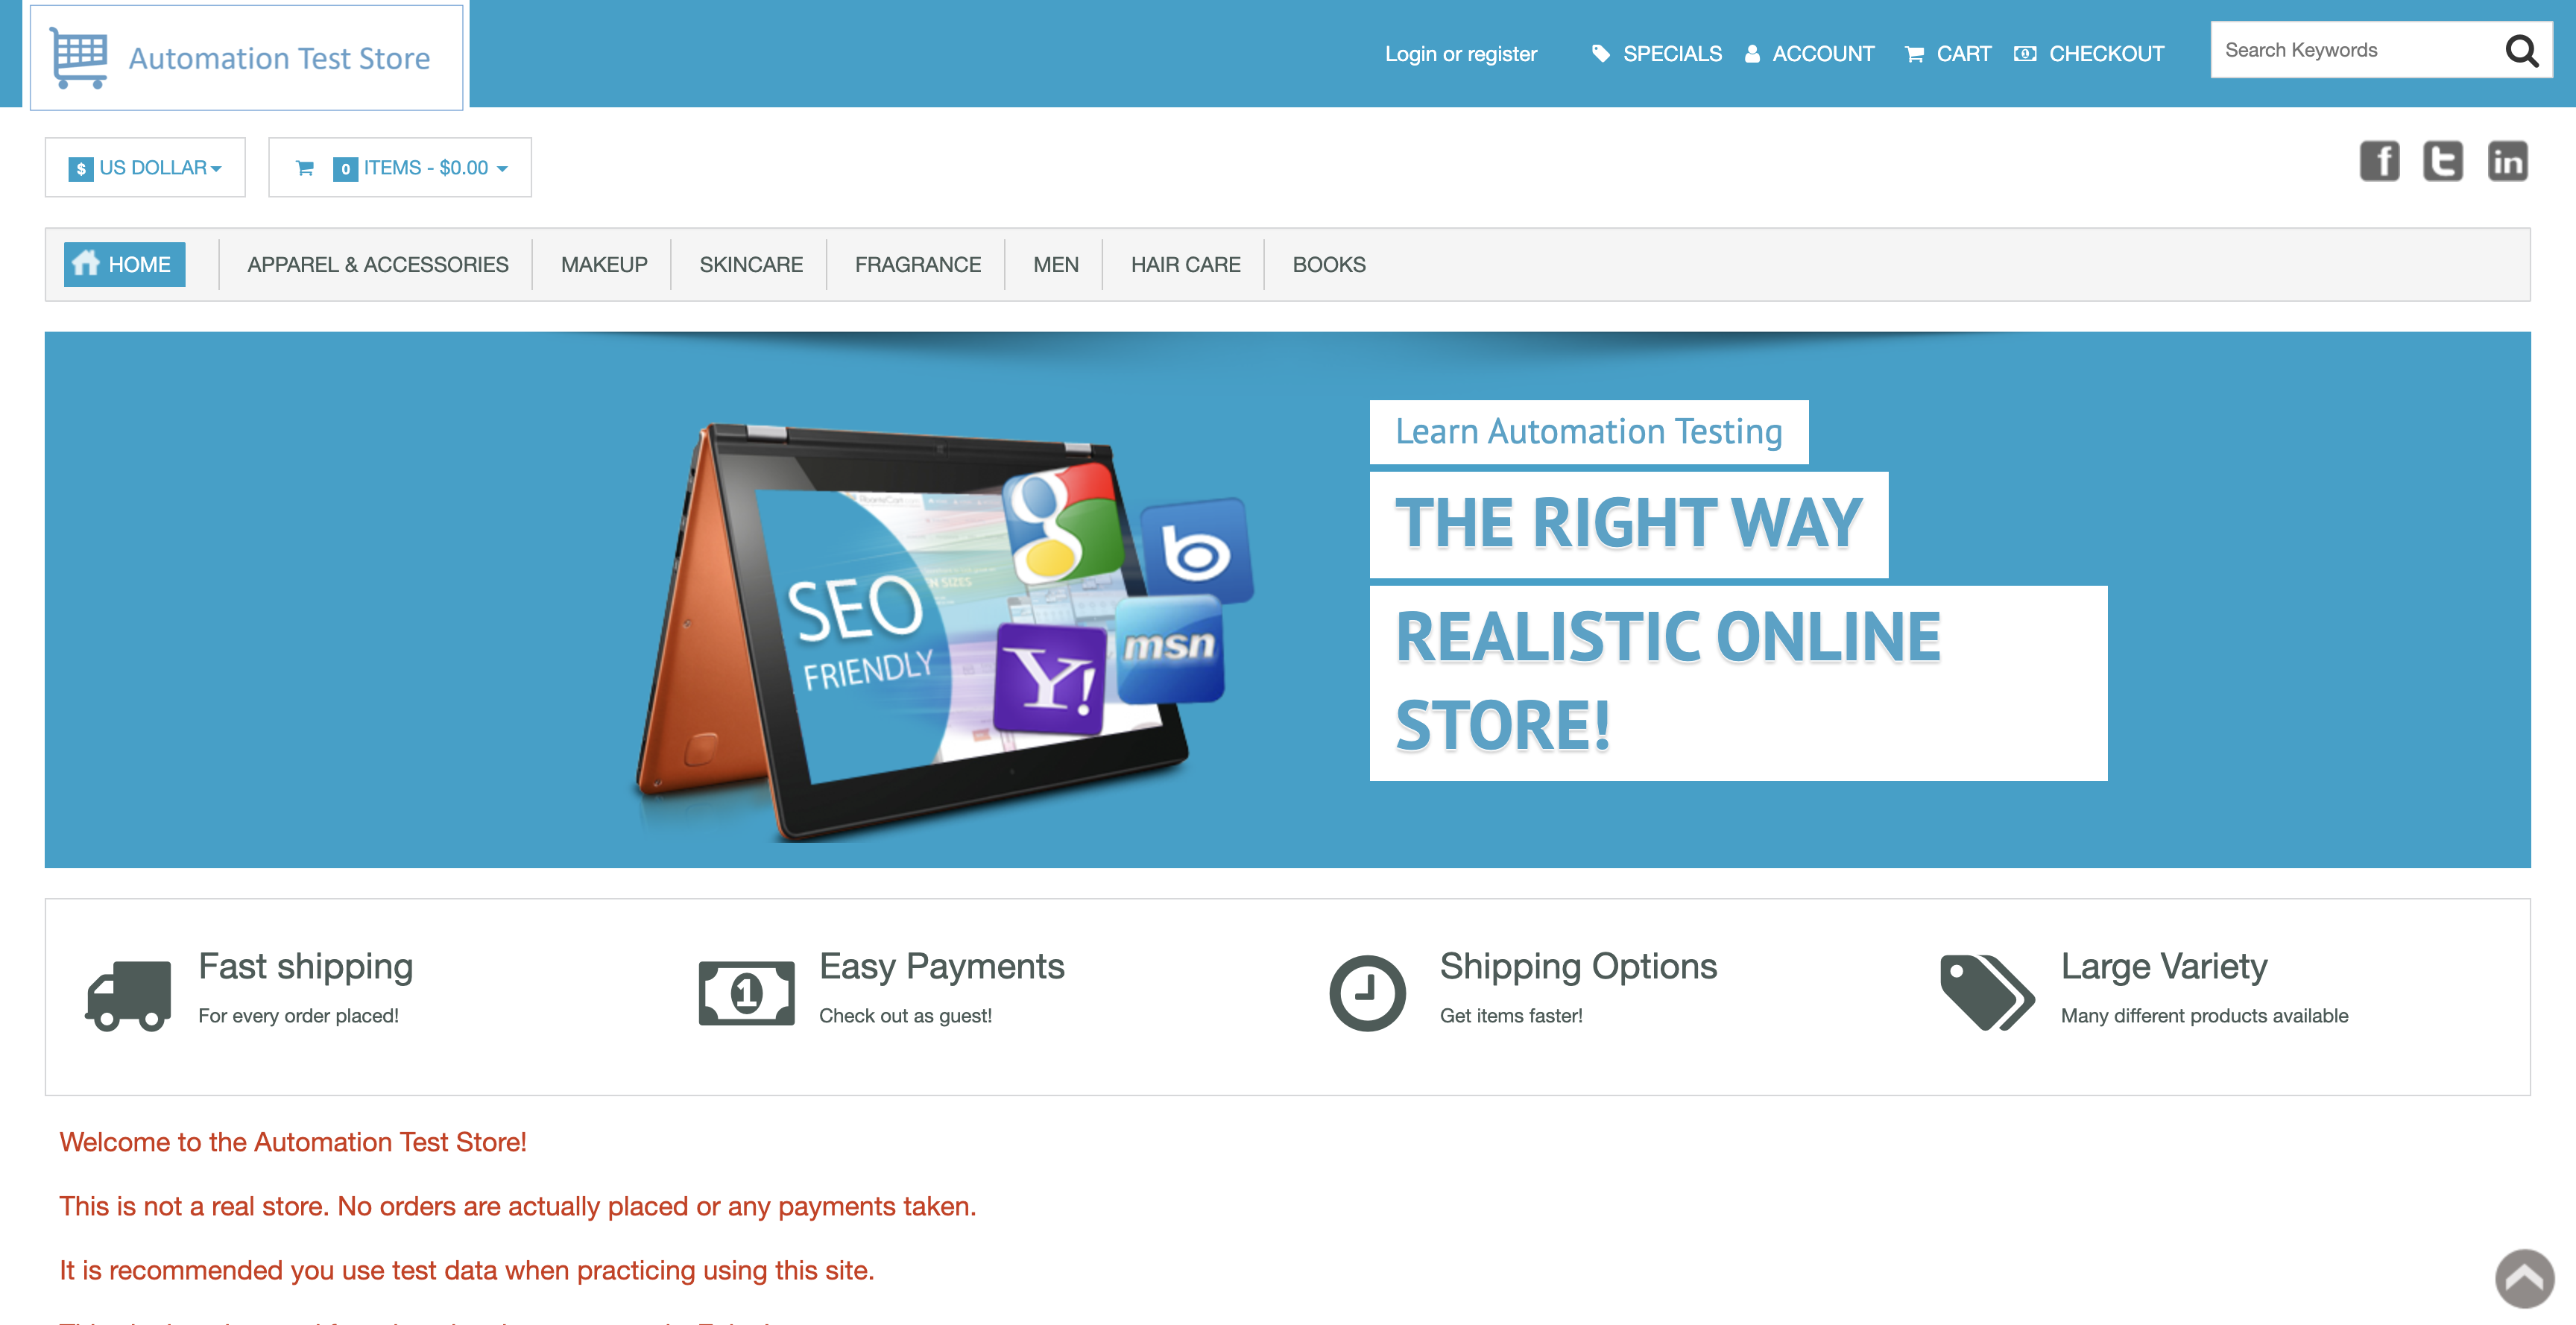 Automation Test Store
Login or register SPECIALS ACCOUNT CART CHECKOUT Search Keywords
$ US DOLLAR 0 ITEMS - $0.00
HOME APPAREL & ACCESSORIES MAKEUP SKINCARE FRAGRANCE MEN HAIR CARE BOOKS
Learn Automation Testing
THE RIGHT WAY
REALISTIC ONLINE
STORE!
SEO
FRIENDLY
msn
Y!
Fast shipping
For every order placed!
Easy Payments
Check out as guest!
Shipping Options
Get items faster!
Large Variety
Many different products available
Welcome to the Automation Test Store!
This is not a real store. No orders are actually placed or any payments taken.
It is recommended you use test data when practicing using this site.